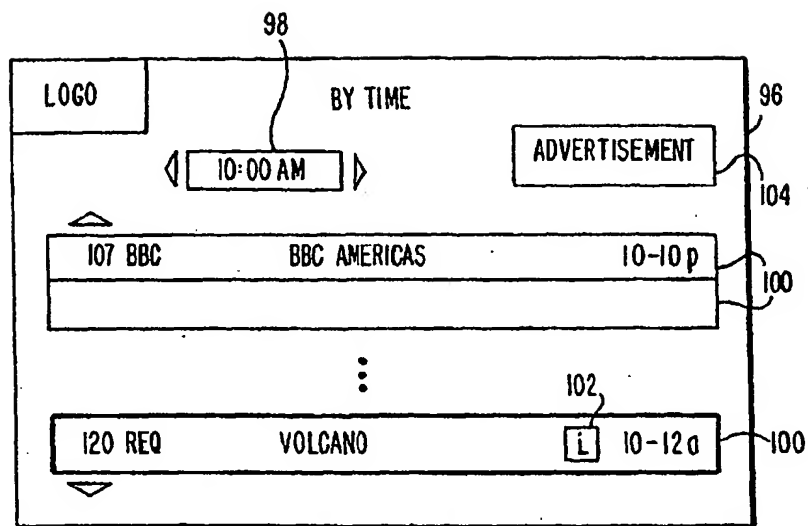 98
LOGO
BY TIME
96
10:00 AM
ADVERTISEMENT
104
107 BBC BBC AMERICAS 10-10 p
100
102
120 REQ VOLCANO i 10-12 a
100